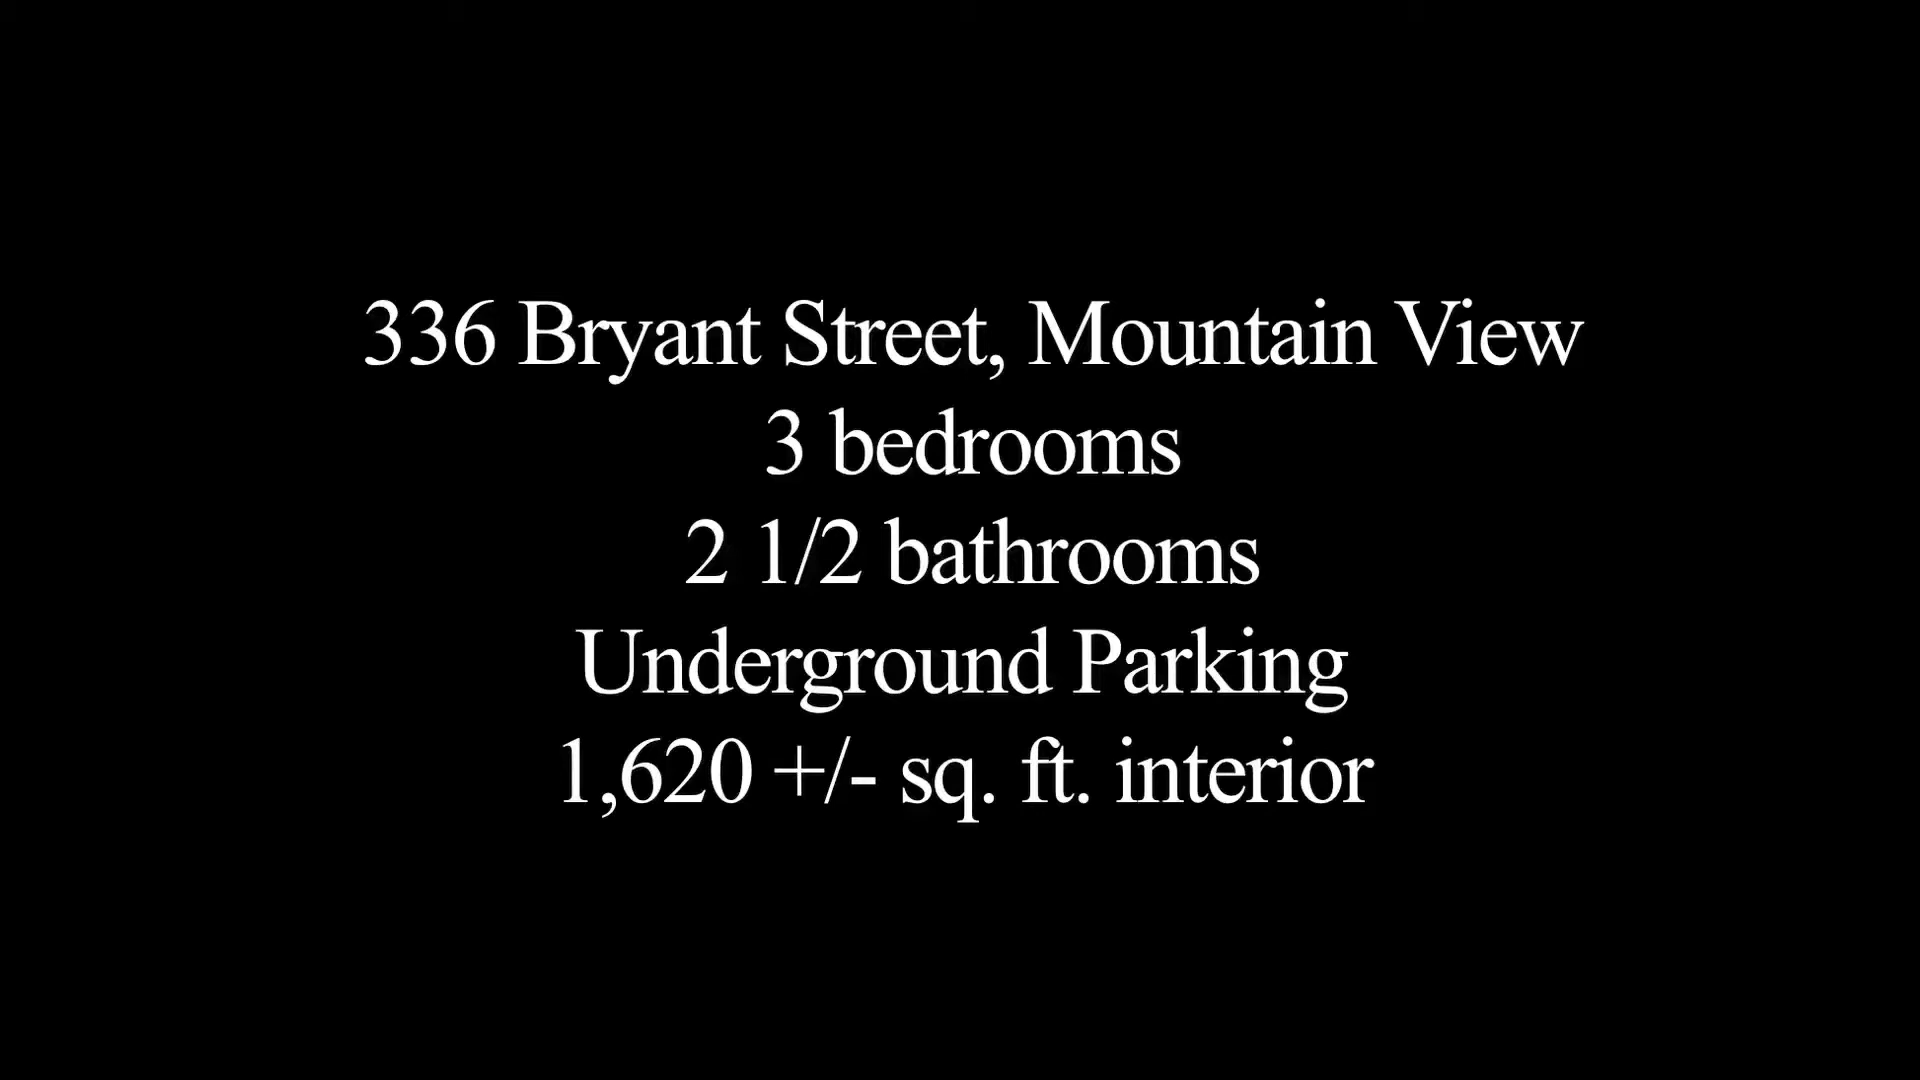 336 Bryant Street, Mountain View
3 bedrooms
2 1/2 bathrooms
Underground Parking
1,620 +/- sq. ft. interior